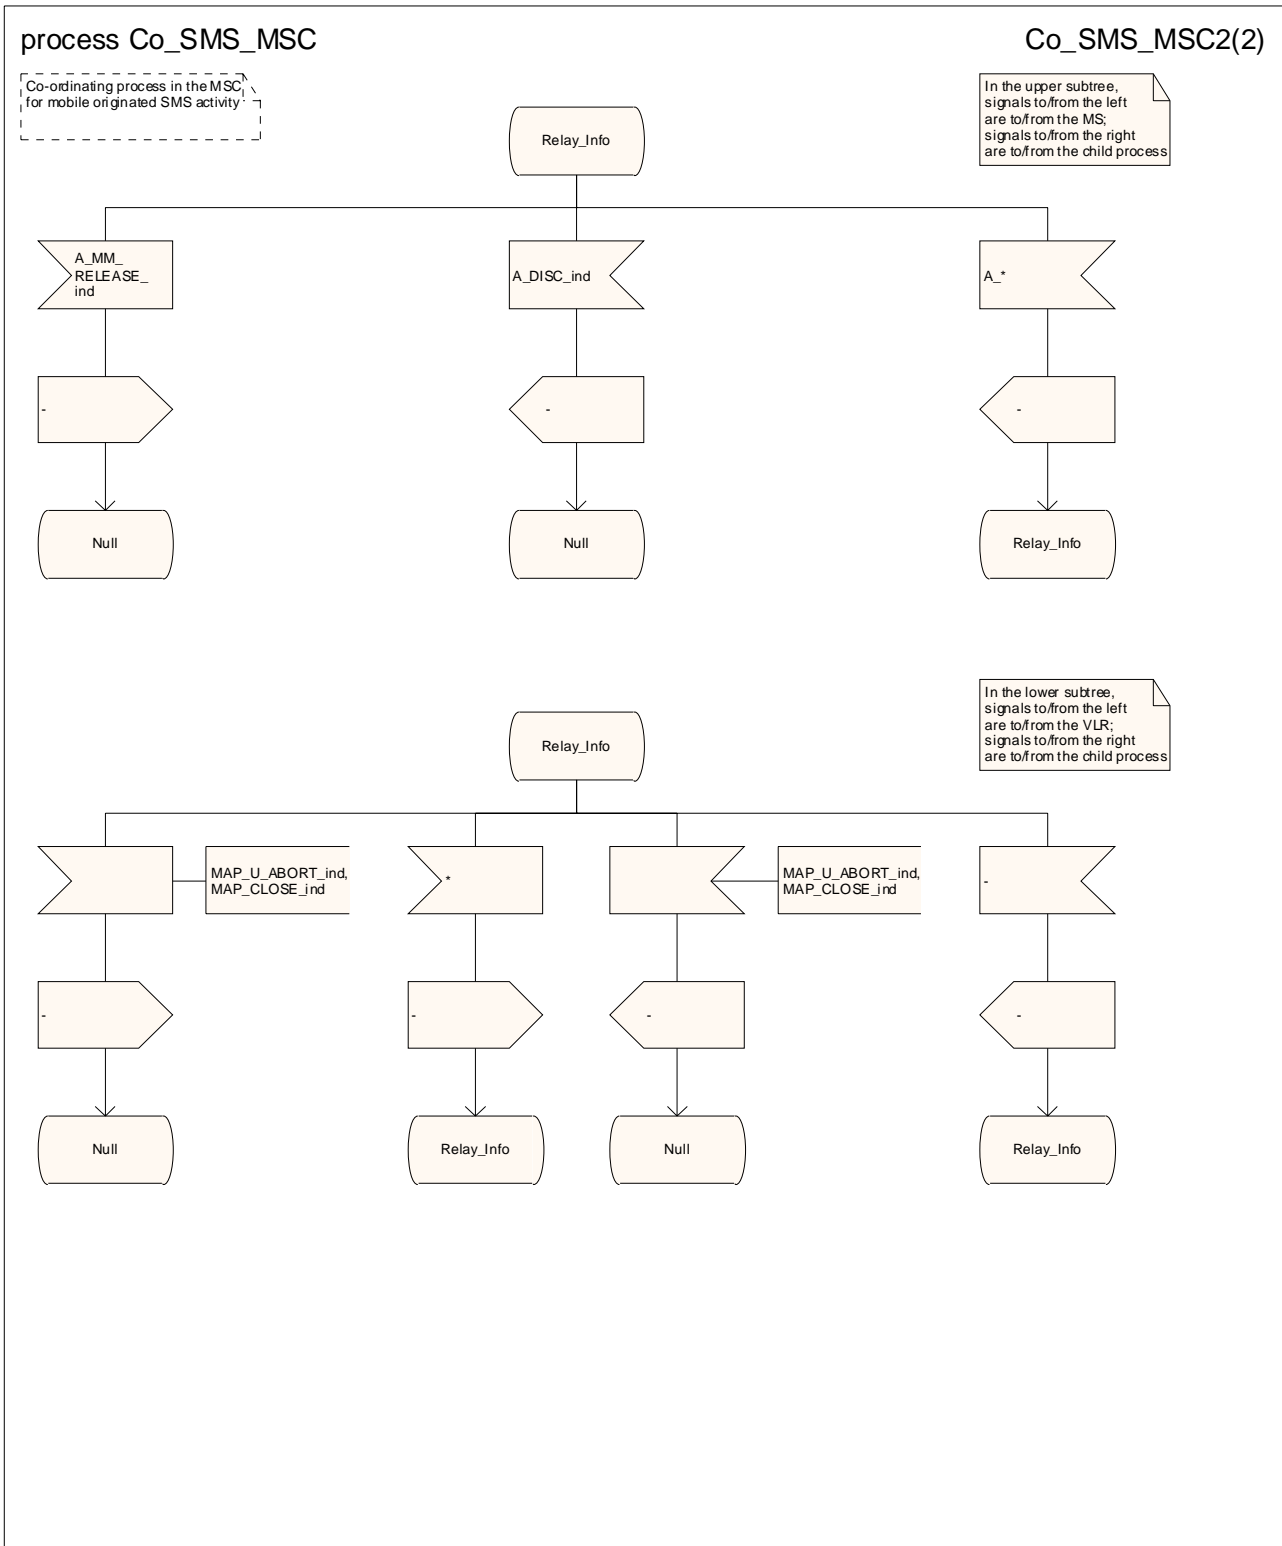 process Co_SMS_MSC
Co_SMS_MSC2(2)
Co-ordinating process in the MSC
for mobile originated SMS activity
In the upper subtree,
signals to/from the left
are to/from the MS;
signals to/from the right
are to/from the child process
Relay_Info
A_MM_
RELEASE_
ind
A_DISC_ind
A_*
-
-
-
Null
Null
Relay_Info
In the lower subtree,
signals to/from the left
are to/from the VLR;
signals to/from the right
are to/from the child process
Relay_Info
MAP_U_ABORT_ind,
MAP_CLOSE_ind
*
MAP_U_ABORT_ind,
MAP_CLOSE_ind
-
-
-
-
-
Null
Relay_Info
Null
Relay_Info